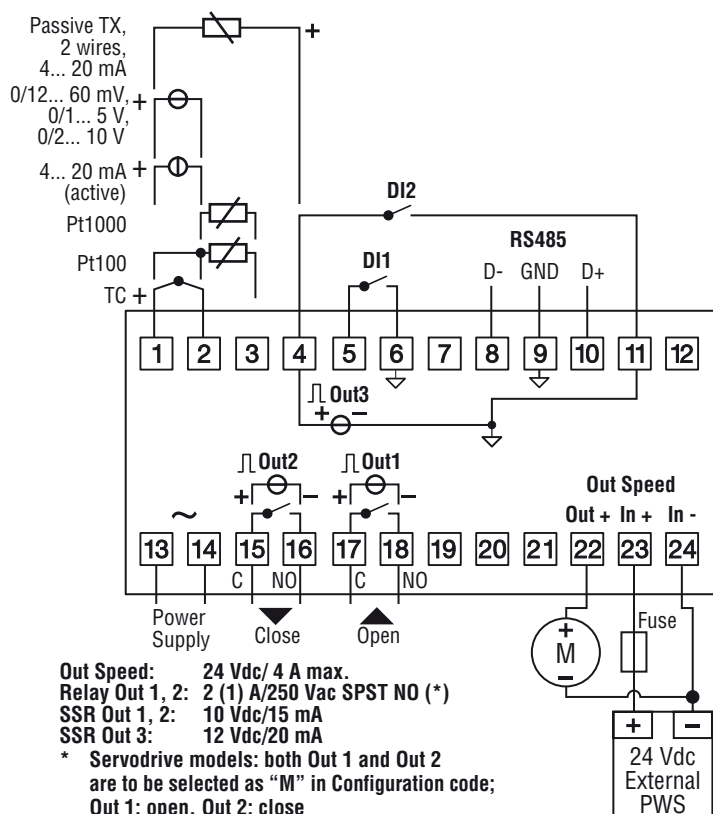 Passive TX,
2 wires,
4... 20 mA
+
0/12... 60 mV,
0/1... 5 V,
0/2... 10 V
+
4... 20 mA
(active)
+
Pt1000
Pt100
TC +
DI2
DI1
RS485
D- GND D+
1 2 3 4 5 6 7 8 9 10 11 12
Out3
+ −
Out2 Out1
+ − + −
Out Speed
Out + In + In -
~
13 14 15 16 17 18 19 20 21 22 23 24
C NO C NO
Power
Supply
Close
Open
+
M
−
Fuse
+ −
24 Vdc
External
PWS
Out Speed: 24 Vdc/ 4 A max.
Relay Out 1, 2: 2 (1) A/250 Vac SPST NO (*)
SSR Out 1, 2: 10 Vdc/15 mA
SSR Out 3: 12 Vdc/20 mA
* Servodrive models: both Out 1 and Out 2
are to be selected as “M” in Configuration code;
Out 1: open, Out 2: close